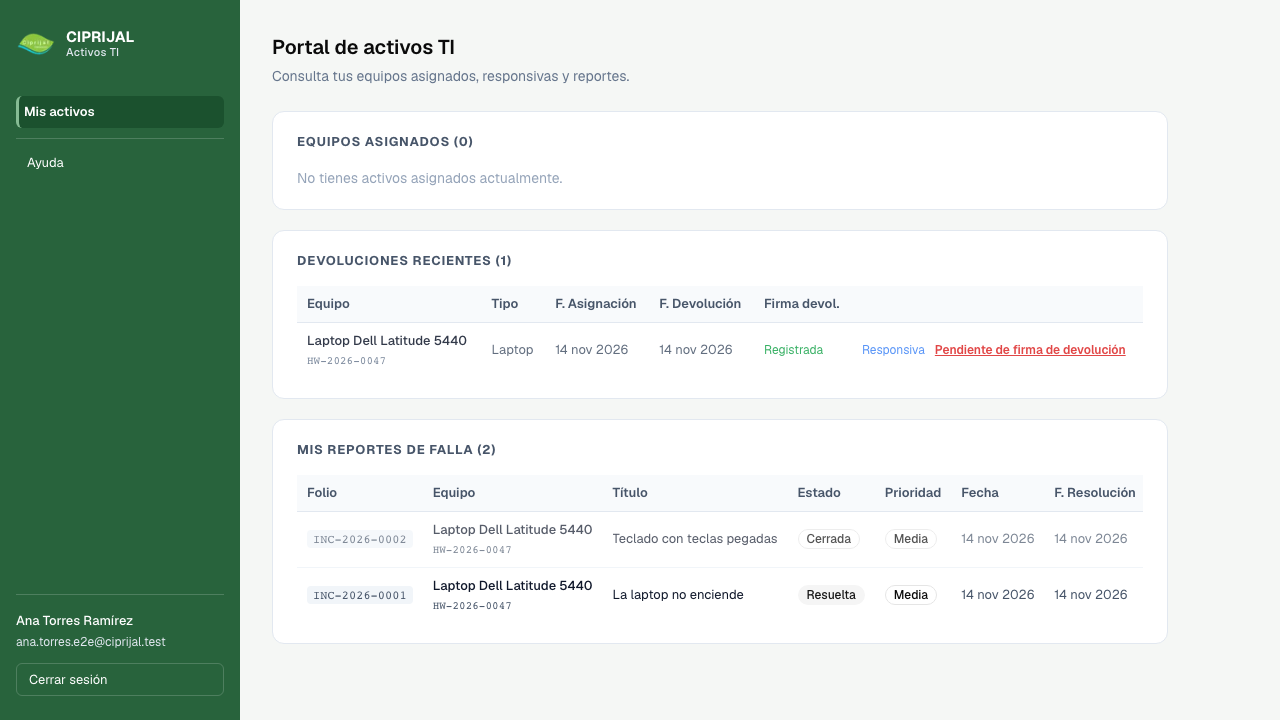 CIPRIJAL
Activos TI
Mis activos
Ayuda
Ana Torres Ramírez
ana.torres.e2e@ciprijal.test
Cerrar sesión
Portal de activos TI
Consulta tus equipos asignados, responsivas y reportes.
EQUIPOS ASIGNADOS (0)
No tienes activos asignados actualmente.
DEVOLUCIONES RECIENTES (1)
Equipo Tipo F. Asignación F. Devolución Firma devol.
Laptop Dell Latitude 5440 Laptop 14 nov 2026 14 nov 2026 Registrada Responsiva Pendiente de firma de devolución
HW-2026-0047
MIS REPORTES DE FALLA (2)
Folio Equipo Título Estado Prioridad Fecha F. Resolución
INC-2026-0002 Laptop Dell Latitude 5440 Teclado con teclas pegadas Cerrada Media 14 nov 2026 14 nov 2026
HW-2026-0047
INC-2026-0001 Laptop Dell Latitude 5440 La laptop no enciende Resuelta Media 14 nov 2026 14 nov 2026
HW-2026-0047